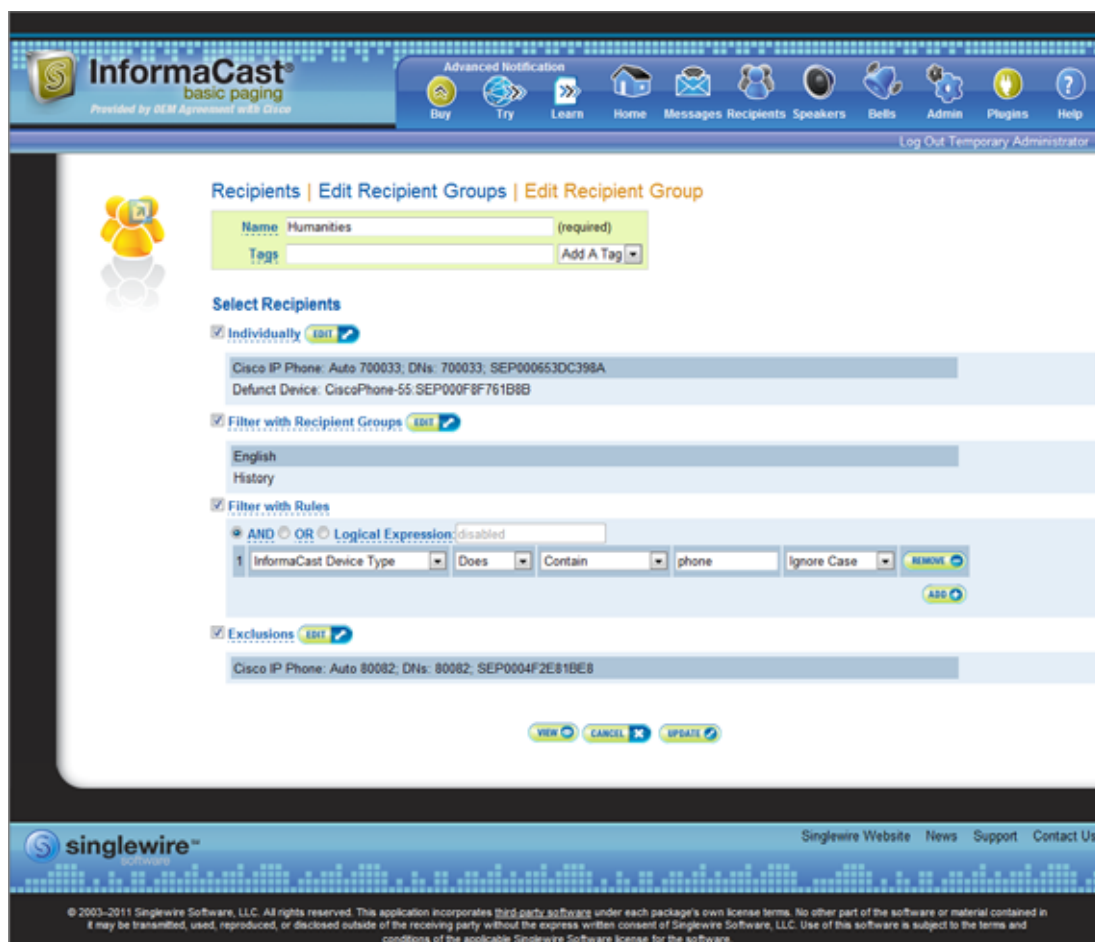 InformaCast®
basic paging
Provided by OEM Agreement with Cisco
Advanced Notification
Buy Try Learn Home Messages Recipients Speakers Bells Admin Plugins Help
Log Out Temporary Administrator
Recipients | Edit Recipient Groups | Edit Recipient Group
Name Humanities (required)
Tags Add A Tag
Select Recipients
Individually EDIT
Cisco IP Phone: Auto 700033; DNs: 700033; SEP000653DC398A
Defunct Device: CiscoPhone-55:SEP000F8F761B8B
Filter with Recipient Groups EDIT
English
History
Filter with Rules
AND OR Logical Expression: disabled
1 InformaCast Device Type Does Contain phone Ignore Case REMOVE
ADD
Exclusions EDIT
Cisco IP Phone: Auto 80082; DNs: 80082; SEP0004F2E81BE8
VIEW CANCEL UPDATE
singlewire™
software
Singlewire Website News Support Contact Us
© 2003–2011 Singlewire Software, LLC. All rights reserved. This application incorporates third-party software under each package's own license terms. No other part of the software or material contained in
it may be transmitted, used, reproduced, or disclosed outside of the receiving party without the express written consent of Singlewire Software, LLC. Use of this software is subject to the terms and
conditions of the applicable Singlewire Software license for the software.